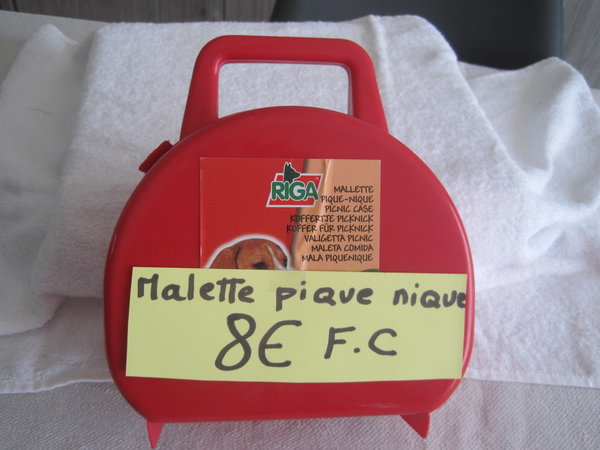 RIGA
MALLETTE
PIQUE-NIQUE
PICNIC CASE
KOFFERTJE PICKNICK
KOFFER FÜR PICKNICK
VALIGETTA PICNIC
MALETA COMIDA
MALA PIQUENIQUE
Malette pique nique
8€ F.C